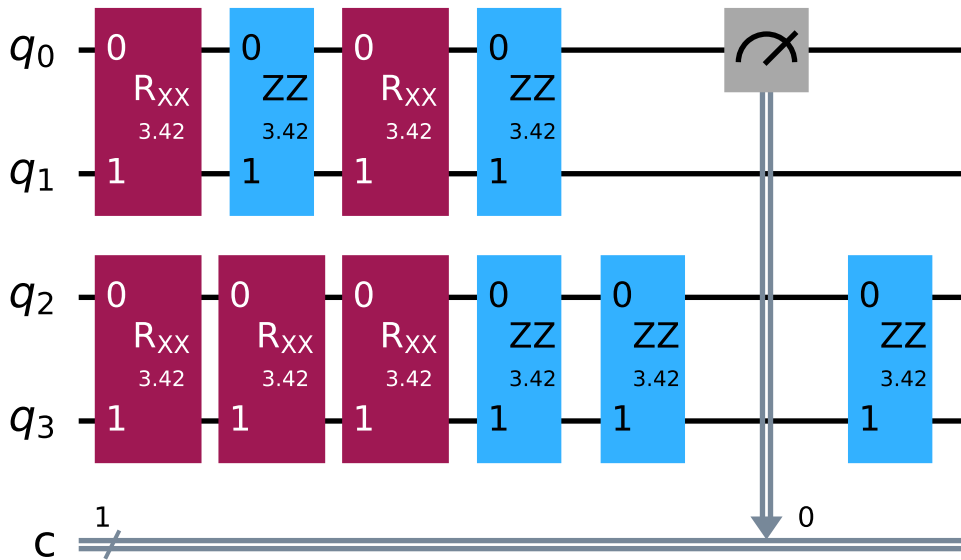 q0 0 0 0 0
RXX ZZ RXX ZZ
3.42 3.42 3.42 3.42
q1 1 1 1 1
q2 0 0 0 0 0 0
RXX RXX RXX ZZ ZZ ZZ
3.42 3.42 3.42 3.42 3.42 3.42
q3 1 1 1 1 1 1
1 0
c